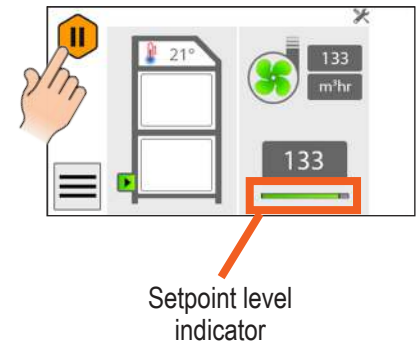 21°
133
m³hr
133
Setpoint level
indicator